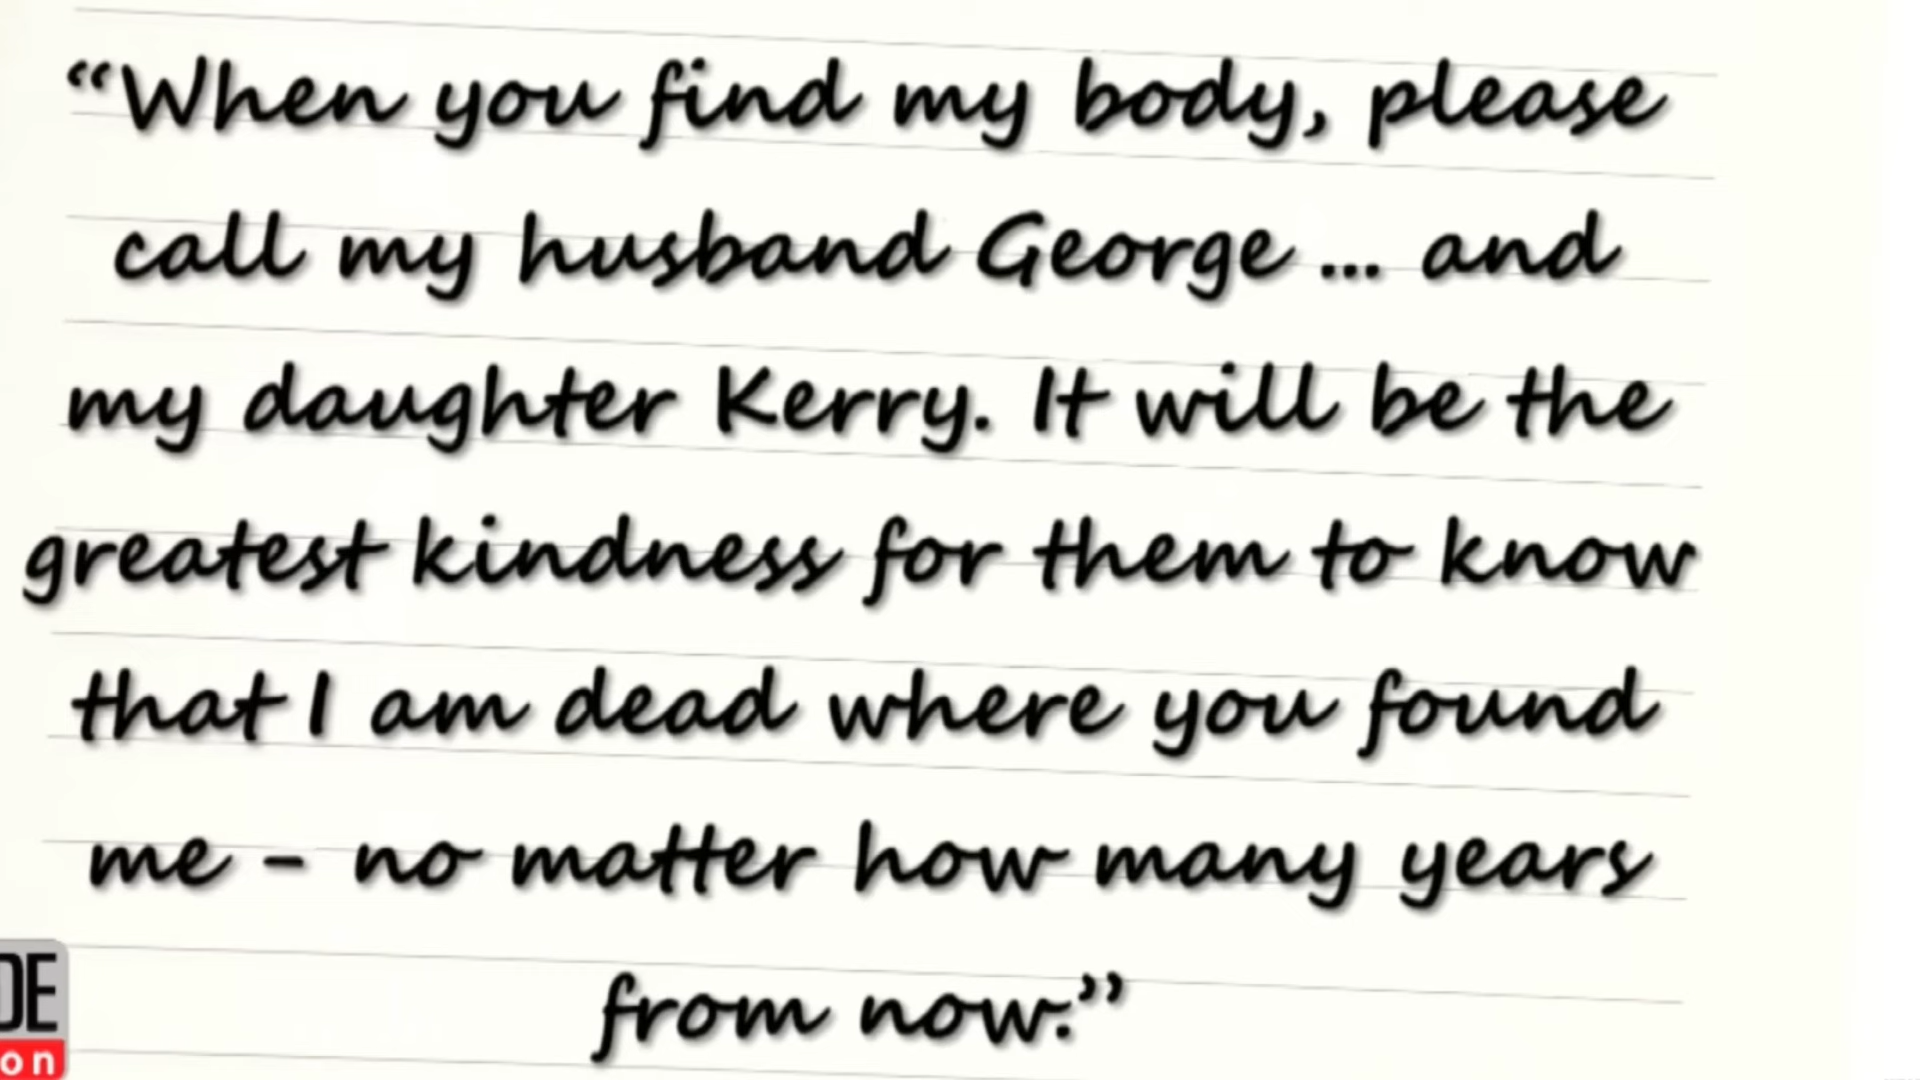 “When you find my body, please
call my husband George ... and
my daughter Kerry. It will be the
greatest kindness for them to know
that I am dead where you found
me - no matter how many years
from now.”
DE
on